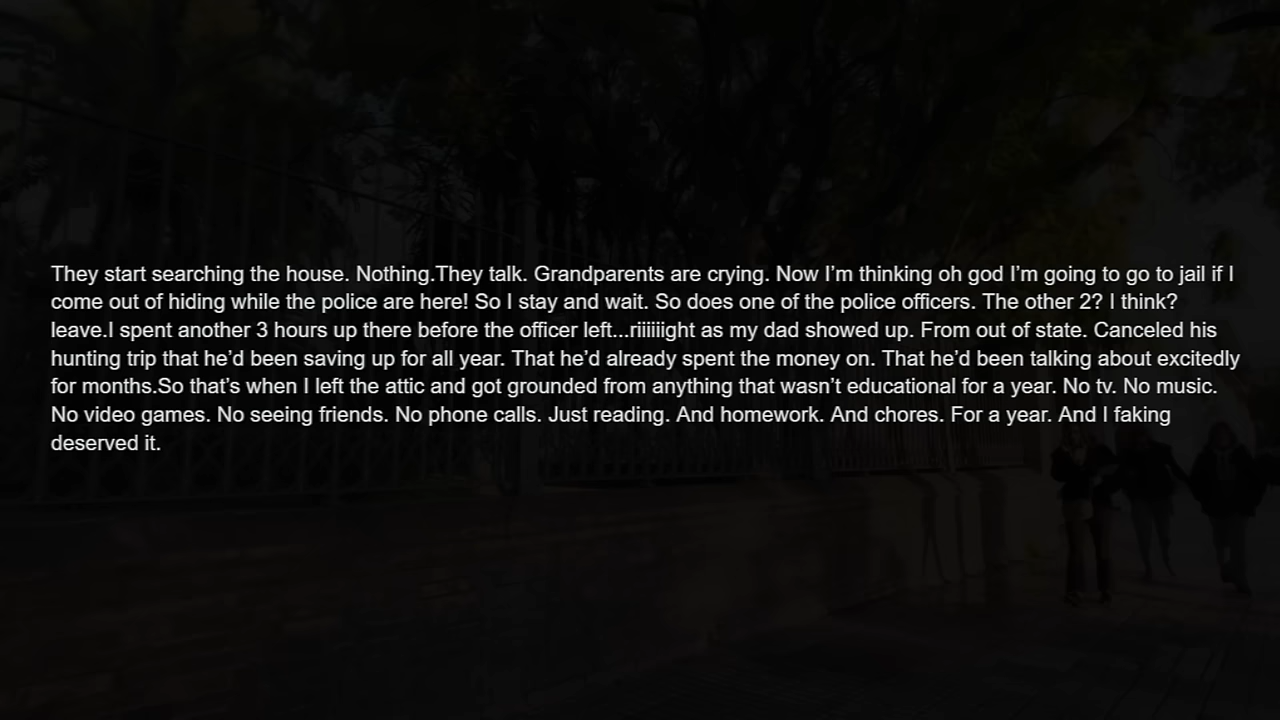 They start searching the house. Nothing.They talk. Grandparents are crying. Now I’m thinking oh god I’m going to go to jail if I
come out of hiding while the police are here! So I stay and wait. So does one of the police officers. The other 2? I think?
leave.I spent another 3 hours up there before the officer left...riiiiiight as my dad showed up. From out of state. Canceled his
hunting trip that he’d been saving up for all year. That he’d already spent the money on. That he’d been talking about excitedly
for months.So that’s when I left the attic and got grounded from anything that wasn’t educational for a year. No tv. No music.
No video games. No seeing friends. No phone calls. Just reading. And homework. And chores. For a year. And I faking
deserved it.